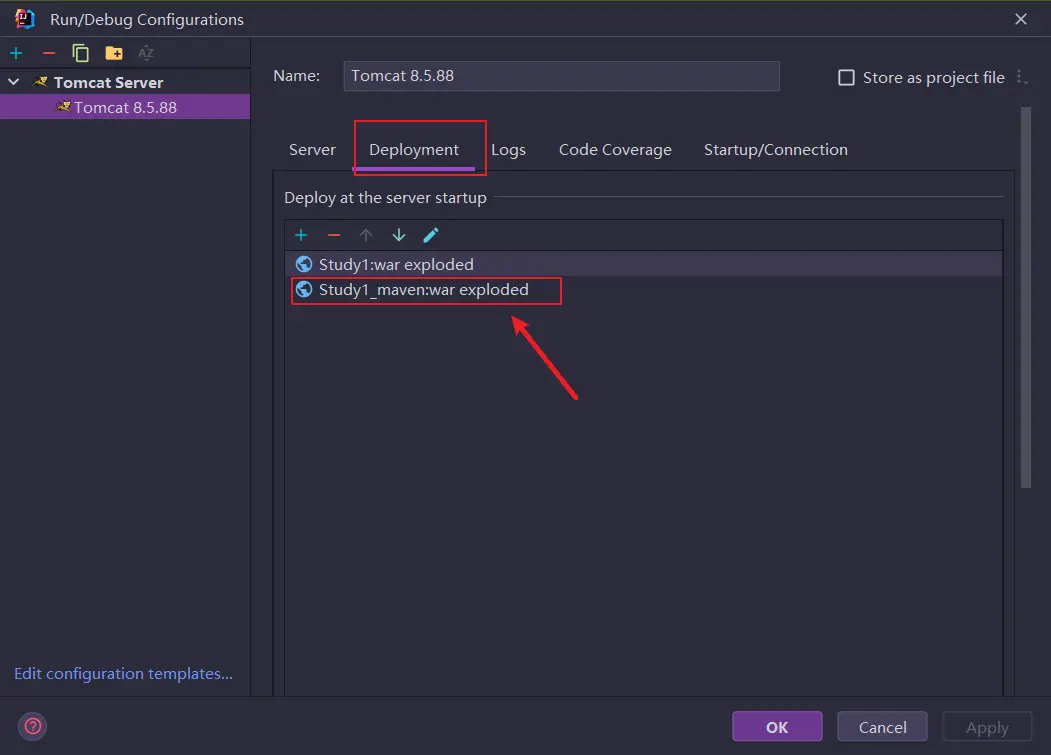 Run/Debug Configurations
Tomcat Server
Tomcat 8.5.88
Edit configuration templates...
Name: Tomcat 8.5.88 Store as project file
Server Deployment Logs Code Coverage Startup/Connection
Deploy at the server startup
Study1:war exploded
Study1_maven:war exploded
OK Cancel Apply